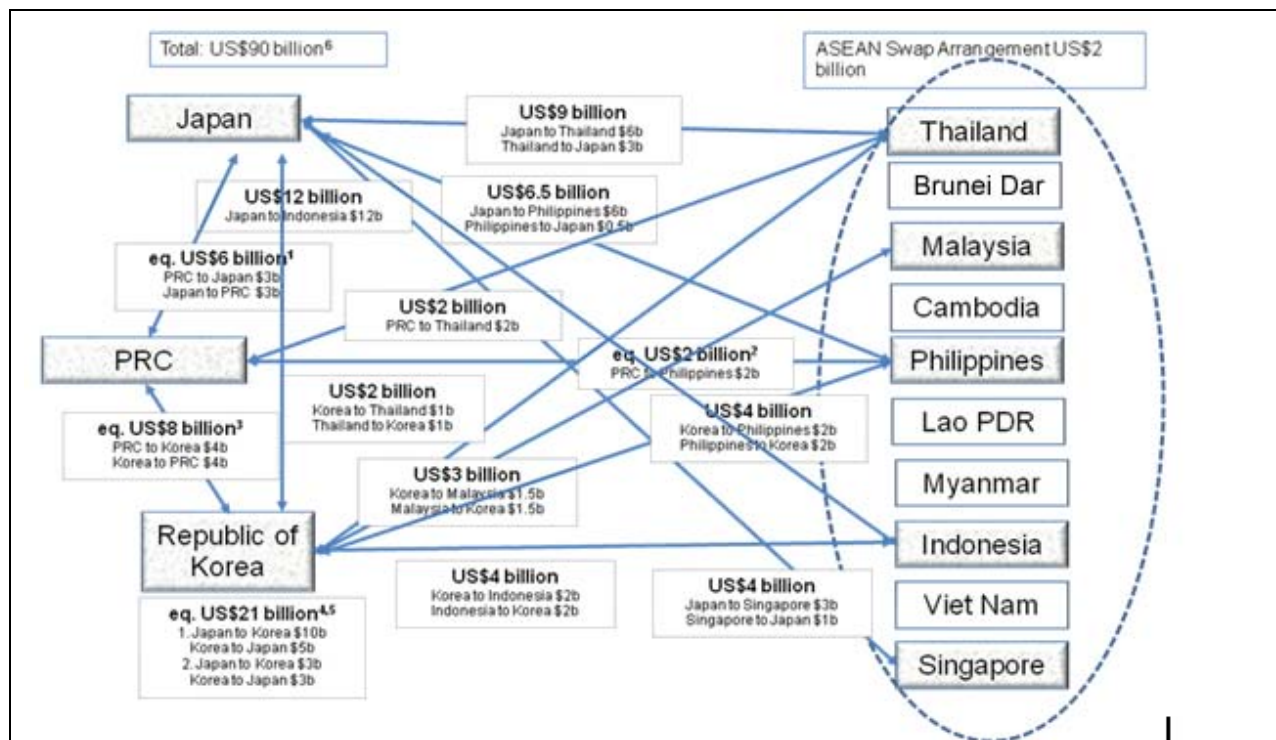 Total: US$90 billion⁶
ASEAN Swap Arrangement US$2
billion
Japan
US$9 billion
Japan to Thailand $6b
Thailand to Japan $3b
Thailand
Brunei Dar
US$12 billion
Japan to Indonesia $12b
US$6.5 billion
Japan to Philippines $6b
Philippines to Japan $0.5b
Malaysia
eq. US$6 billion¹
PRC to Japan $3b
Japan to PRC $3b
US$2 billion
PRC to Thailand $2b
Cambodia
PRC
eq. US$2 billion²
PRC to Philippines $2b
Philippines
US$2 billion
Korea to Thailand $1b
Thailand to Korea $1b
US$4 billion
Korea to Philippines $2b
Philippines to Korea $2b
Lao PDR
eq. US$8 billion³
PRC to Korea $4b
Korea to PRC $4b
US$3 billion
Korea to Malaysia $1.5b
Malaysia to Korea $1.5b
Myanmar
Republic of
Korea
Indonesia
US$4 billion
Korea to Indonesia $2b
Indonesia to Korea $2b
US$4 billion
Japan to Singapore $3b
Singapore to Japan $1b
Viet Nam
eq. US$21 billion⁴,⁵
1. Japan to Korea $10b
Korea to Japan $5b
2. Japan to Korea $3b
Korea to Japan $3b
Singapore